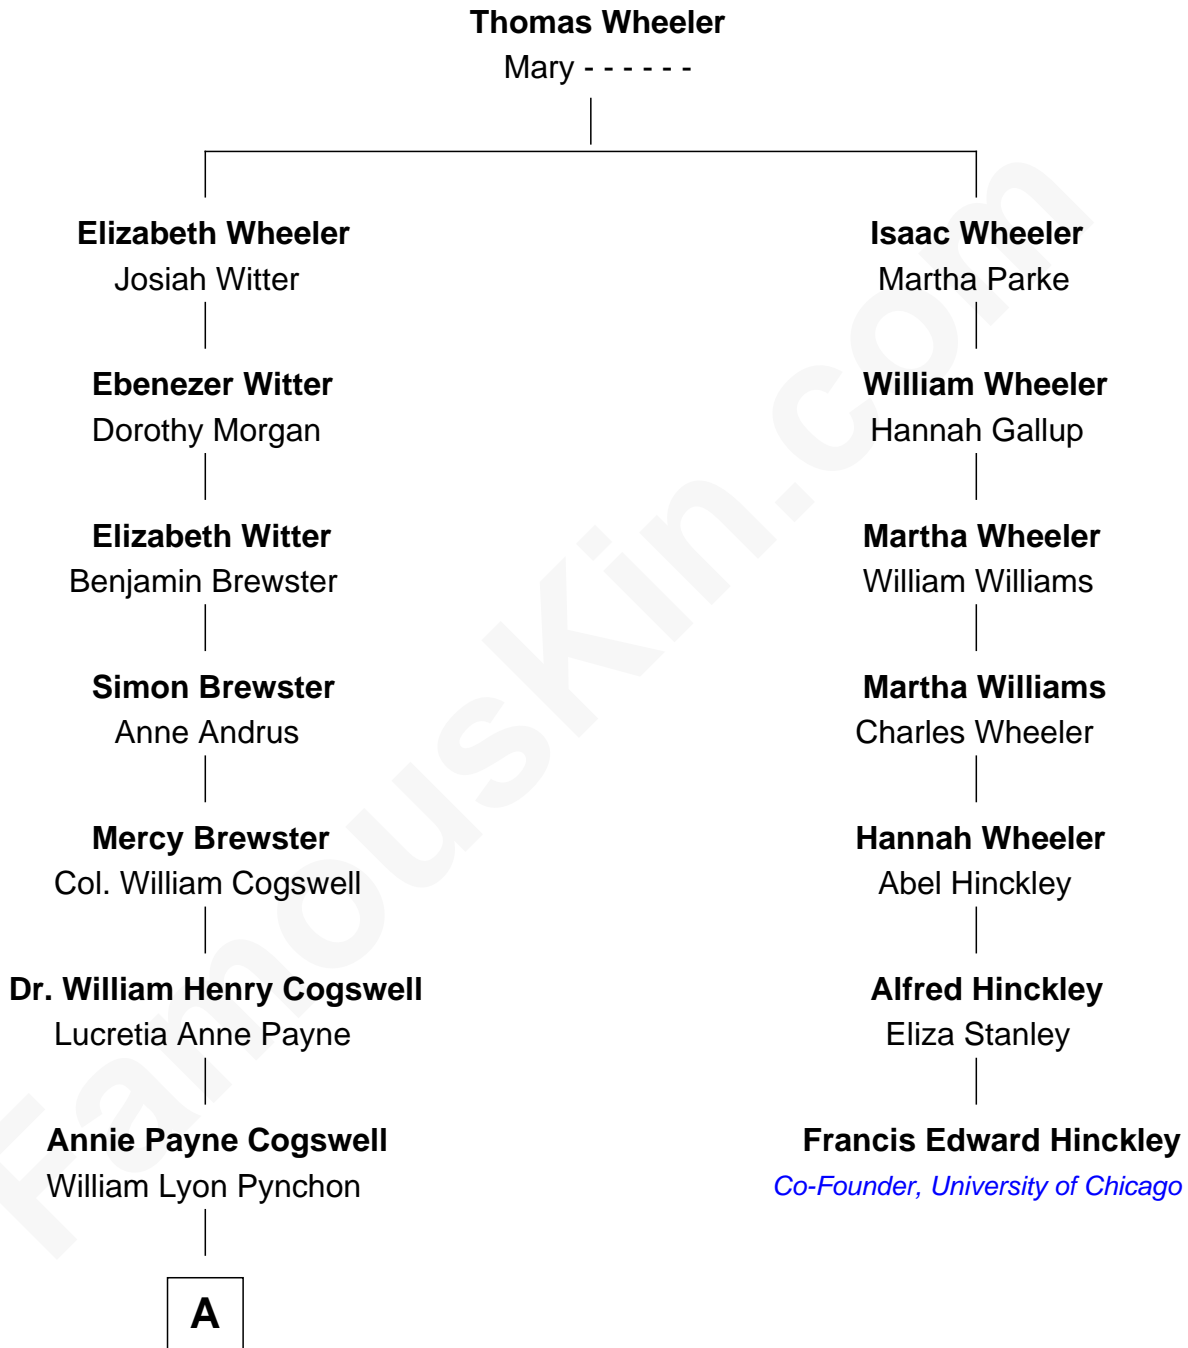 Thomas Wheeler
Mary - - - - - -
Elizabeth Wheeler
Josiah Witter
Isaac Wheeler
Martha Parke
Ebenezer Witter
Dorothy Morgan
William Wheeler
Hannah Gallup
Elizabeth Witter
Benjamin Brewster
Martha Wheeler
William Williams
Simon Brewster
Anne Andrus
Martha Williams
Charles Wheeler
Mercy Brewster
Col. William Cogswell
Hannah Wheeler
Abel Hinckley
Dr. William Henry Cogswell
Lucretia Anne Payne
Alfred Hinckley
Eliza Stanley
Annie Payne Cogswell
William Lyon Pynchon
Francis Edward Hinckley
Co-Founder, University of Chicago
A
FamousKin.com